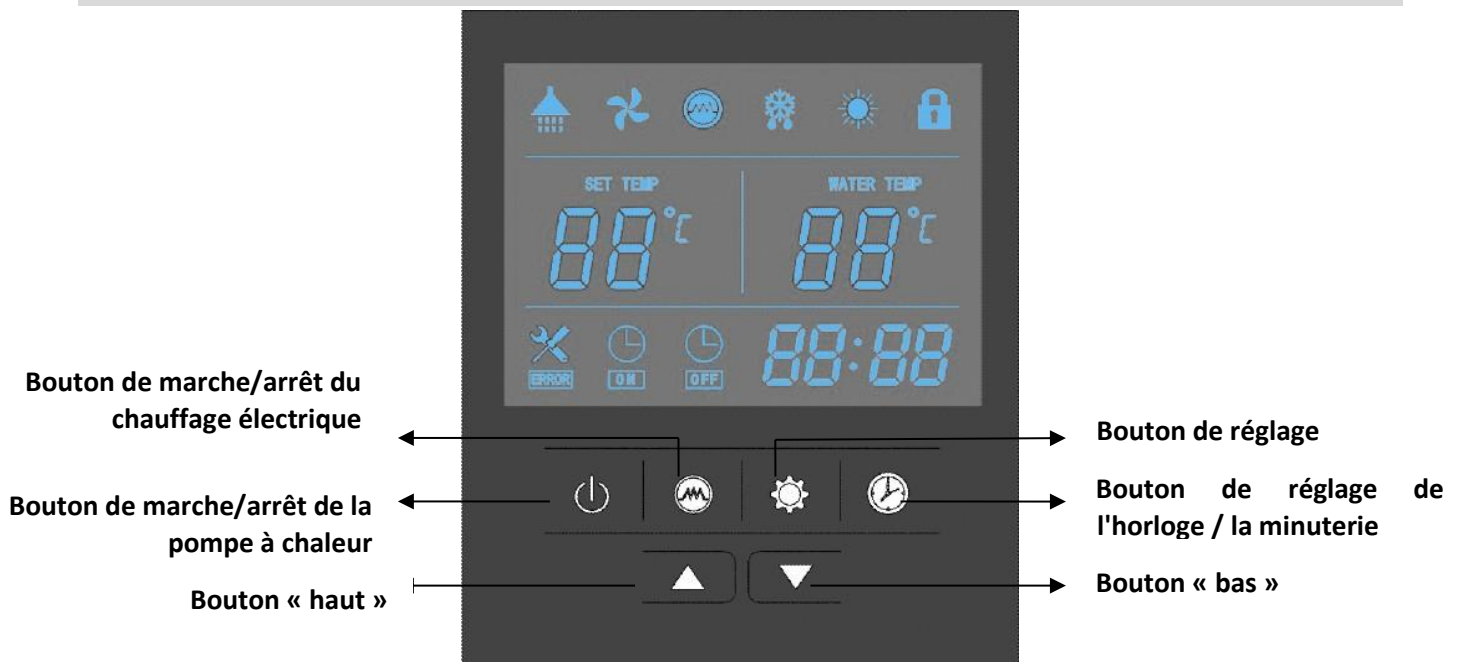 SET TEMP WATER TEMP
88°C 88°C
ERROR ON OFF 88:88
Bouton de marche/arrêt du
chauffage électrique
Bouton de marche/arrêt de la
pompe à chaleur
Bouton « haut »
Bouton de réglage
Bouton de réglage de
l'horloge / la minuterie
Bouton « bas »